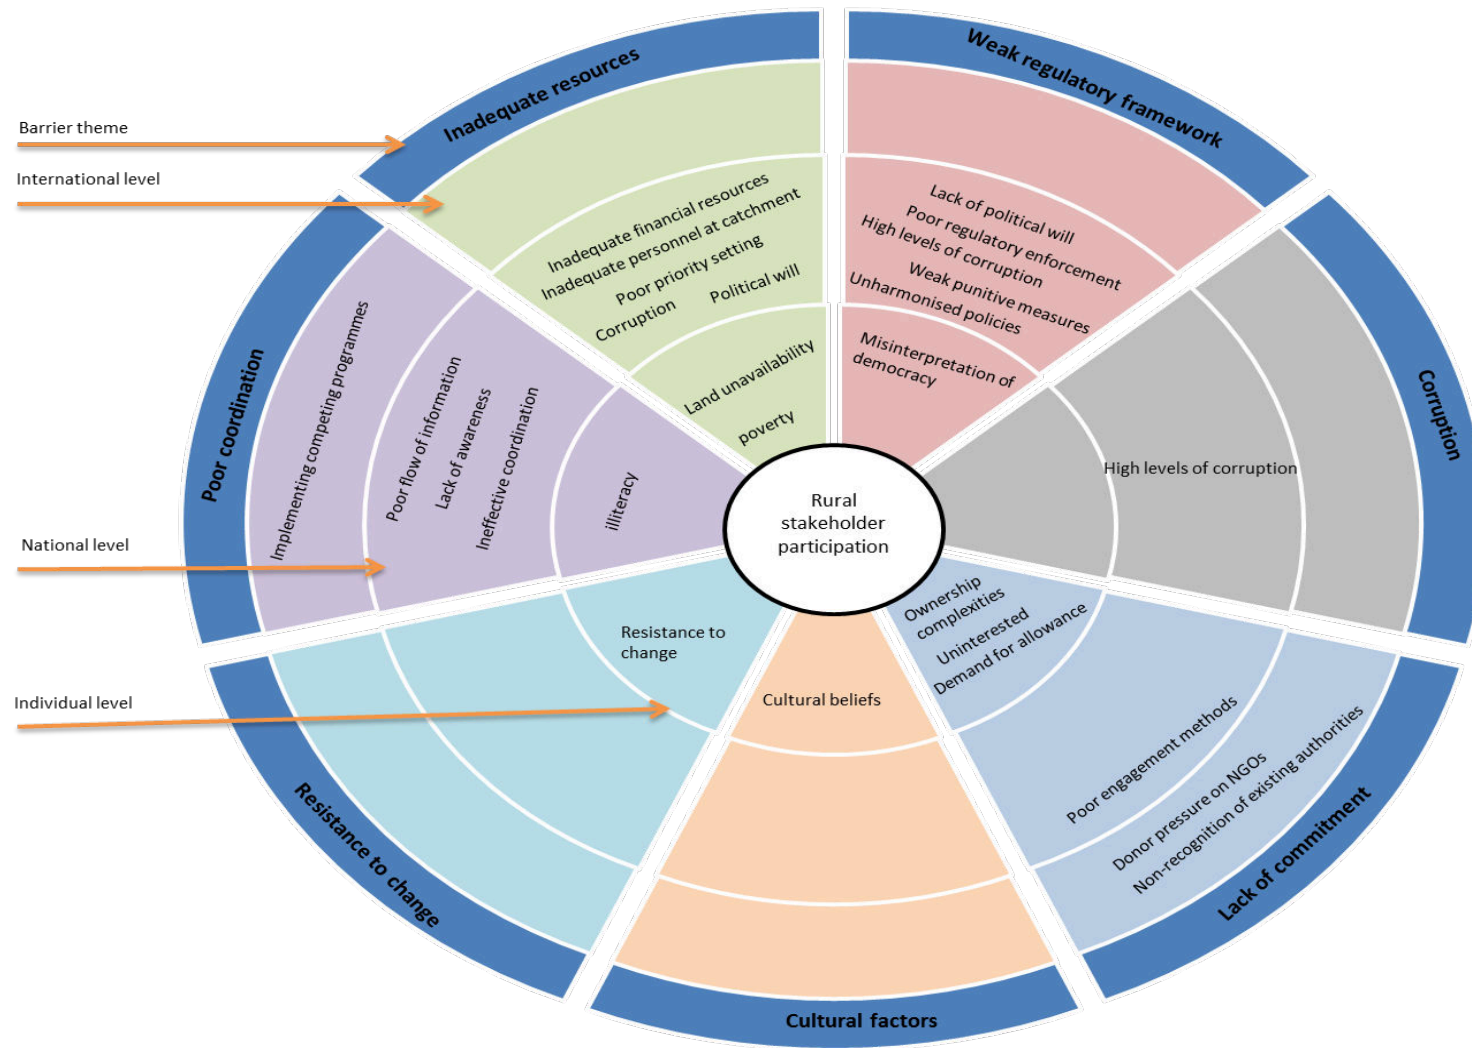 Barrier theme
International level
National level
Individual level
Inadequate resources
Inadequate financial resources
Inadequate personnel at catchment
Poor priority setting
Corruption
Political will
Land unavailability
poverty
Weak regulatory framework
Lack of political will
Poor regulatory enforcement
High levels of corruption
Weak punitive measures
Unharmonised policies
Misinterpretation of
democracy
Corruption
High levels of corruption
Lack of commitment
Ownership
complexities
Uninterested
Demand for allowance
Poor engagement methods
Donor pressure on NGOs
Non-recognition of existing authorities
Cultural factors
Cultural beliefs
Resistance to change
Resistance to
change
Poor coordination
Implementing competing programmes
Poor flow of information
Lack of awareness
Ineffective coordination
illiteracy
Rural
stakeholder
participation